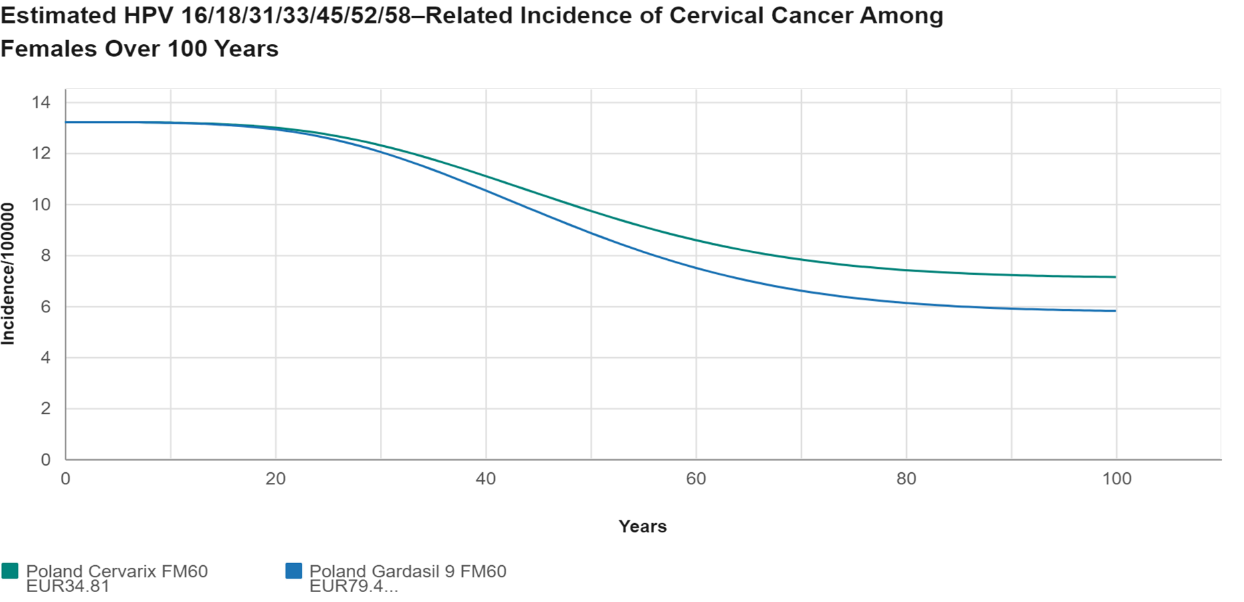 Estimated HPV 16/18/31/33/45/52/58–Related Incidence of Cervical Cancer Among
Females Over 100 Years
Incidence/100000
14
12
10
8
6
4
2
0
0 20 40 60 80 100
Years
Poland Cervarix FM60
EUR34.81
Poland Gardasil 9 FM60
EUR79.4...